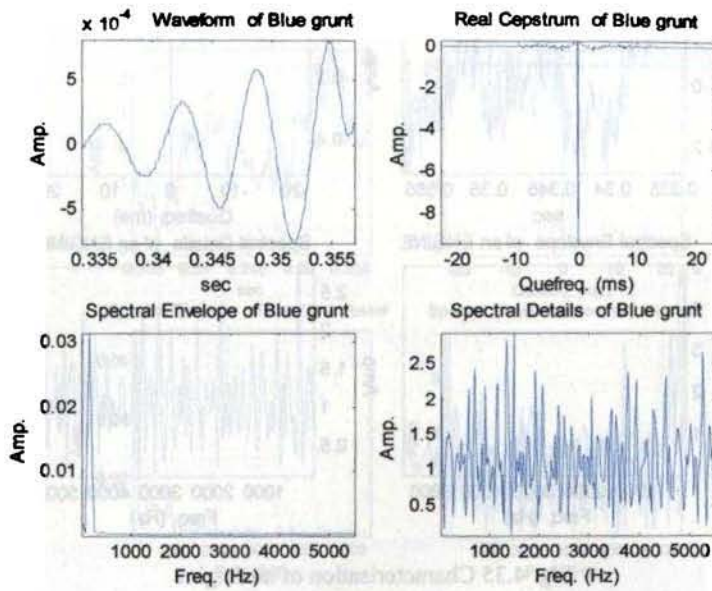 x 10⁻⁴ Waveform of Blue grunt
5
0
-5
Amp.
0.335 0.34 0.345 0.35 0.355
sec
Real Cepstrum of Blue grunt
0
-2
-4
-6
-8
Amp.
-20 -10 0 10 20
Quefreq. (ms)
Spectral Envelope of Blue grunt
0.03
0.02
0.01
Amp.
1000 2000 3000 4000 5000
Freq. (Hz)
Spectral Details of Blue grunt
2.5
2
1.5
1
0.5
Amp.
1000 2000 3000 4000 5000
Freq. (Hz)